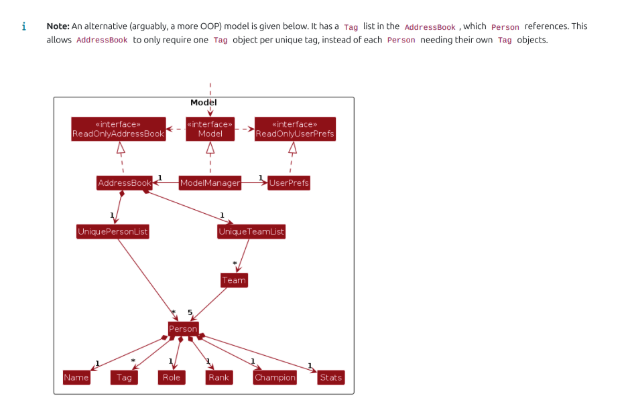 Note: An alternative (arguably, a more OOP) model is given below. It has a Tag list in the AddressBook , which Person references. This
allows AddressBook to only require one Tag object per unique tag, instead of each Person needing their own Tag objects.
Model
«interface»
ReadOnlyAddressBook
«interface»
Model
«interface»
ReadOnlyUserPrefs
AddressBook
1
ModelManager
1
UserPrefs
1
1
UniquePersonList
UniqueTeamList
*
Team
*
5
Person
1
*
1
1
1
1
Name
Tag
Role
Rank
Champion
Stats